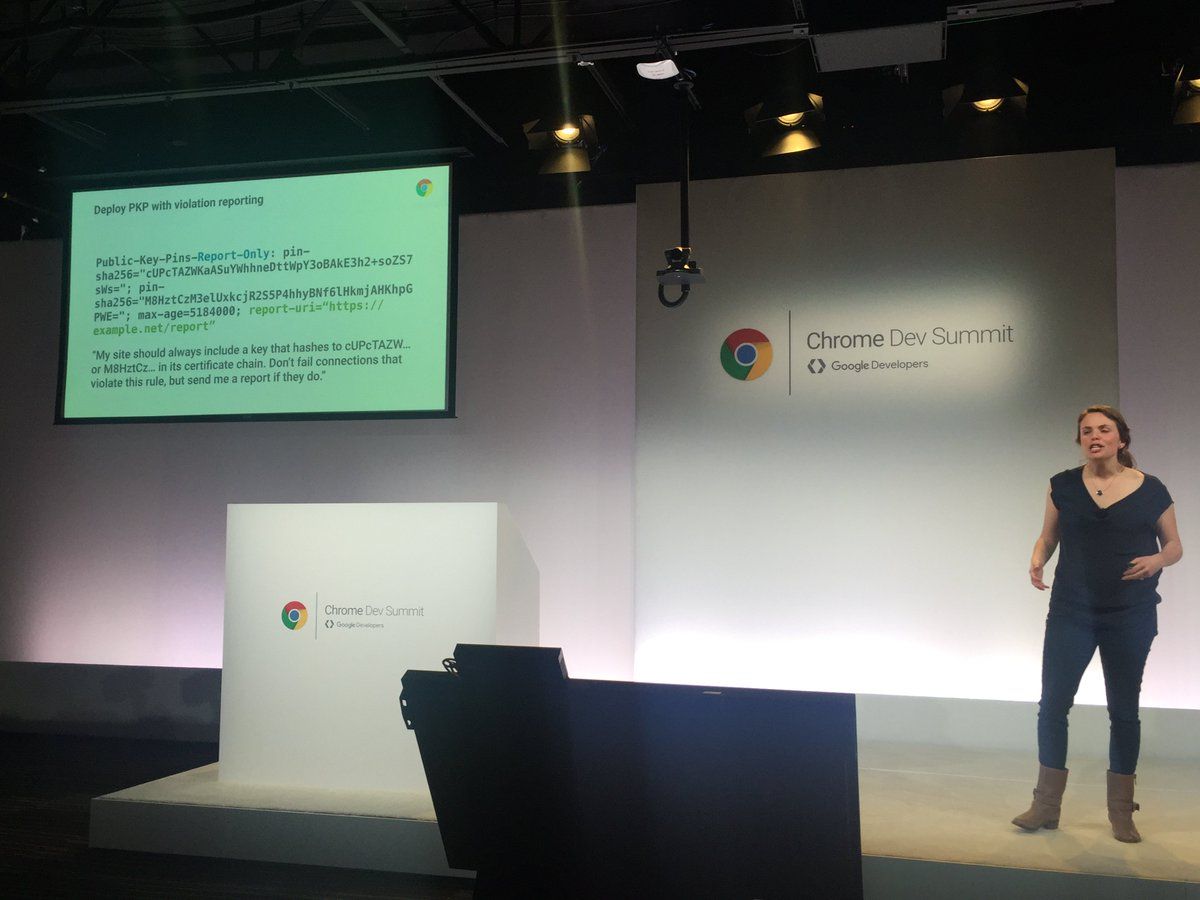 Deploy PKP with violation reporting
Public-Key-Pins-Report-Only: pin-
sha256="cUPcTAZWKaASuYWhhneDttWpY3oBAkE3h2+soZS7
sWs="; pin-
sha256="M8HztCzM3elUxkcjR2S5P4hhyBNf6lHkmjAHKhpG
PWE="; max-age=5184000; report-uri=“https://
example.net/report”
“My site should always include a key that hashes to cUPcTAZW...
or M8HztCz... in its certificate chain. Don’t fail connections that
violate this rule, but send me a report if they do.”
Chrome Dev Summit
Google Developers
Chrome Dev Summit
Google Developers